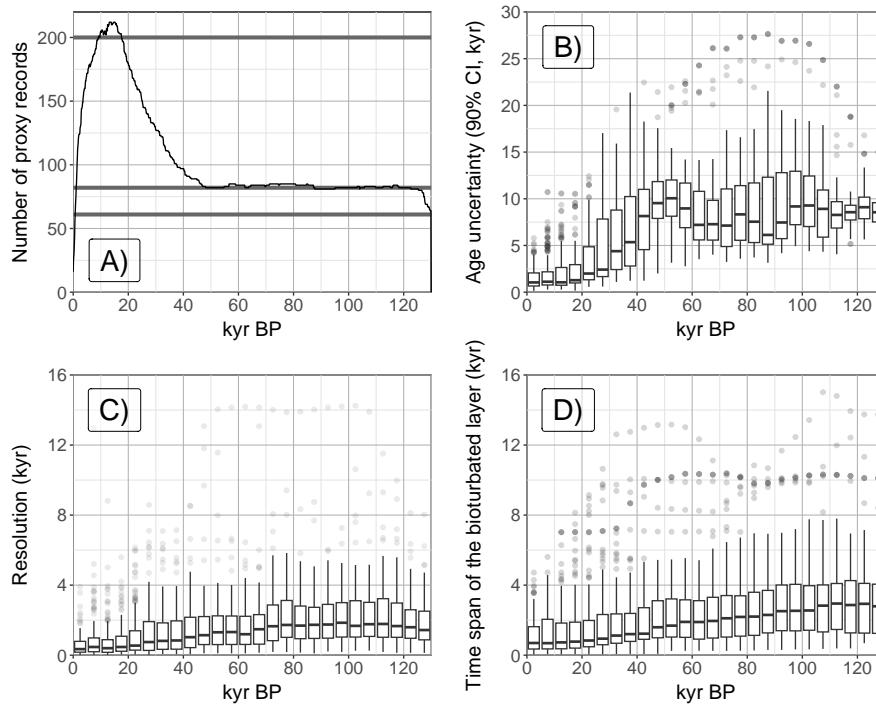 A)
Number of proxy records
200
150
100
50
0
0 20 40 60 80 100 120
kyr BP
B)
Age uncertainty (90% CI, kyr)
30
25
20
15
10
5
0
0 20 40 60 80 100 120
kyr BP
C)
Resolution (kyr)
16
12
8
4
0
0 20 40 60 80 100 120
kyr BP
D)
Time span of the bioturbated layer (kyr)
16
12
8
4
0
0 20 40 60 80 100 120
kyr BP